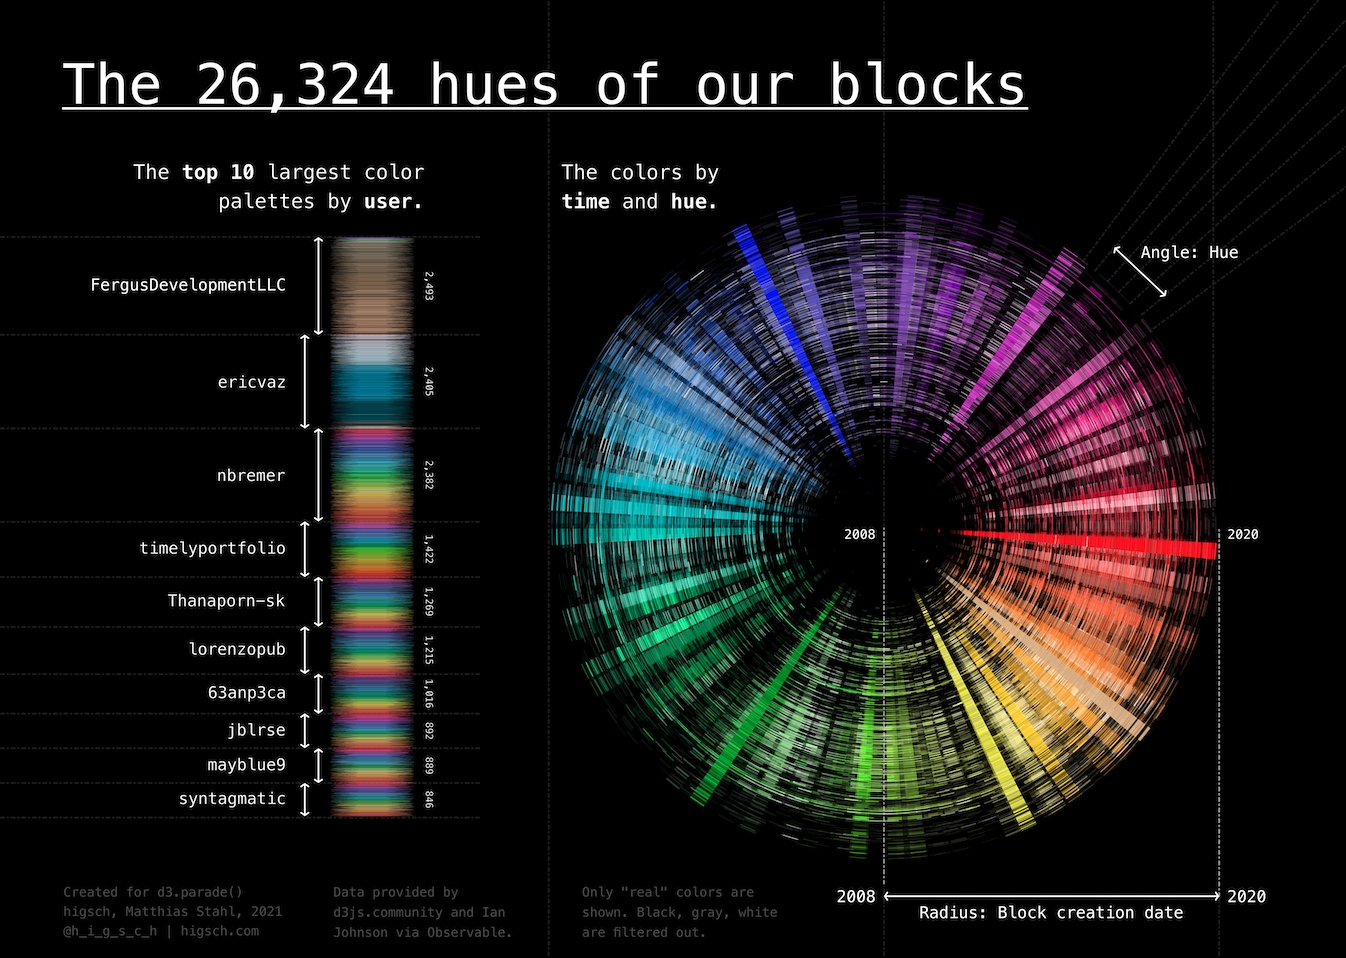 The 26,324 hues of our blocks
The top 10 largest color
palettes by user.
FergusDevelopmentLLC
2,493
ericvaz
2,405
nbremer
2,382
timelyportfolio
1,422
Thanaporn-sk
1,269
lorenzopub
1,215
63anp3ca
1,016
jblrse
892
mayblue9
889
syntagmatic
846
The colors by
time and hue.
Angle: Hue
2008
2020
2008
2020
Radius: Block creation date
Created for d3.parade()
higsch, Matthias Stahl, 2021
@h_i_g_s_c_h | higsch.com
Data provided by
d3js.community and Ian
Johnson via Observable.
Only "real" colors are
shown. Black, gray, white
are filtered out.